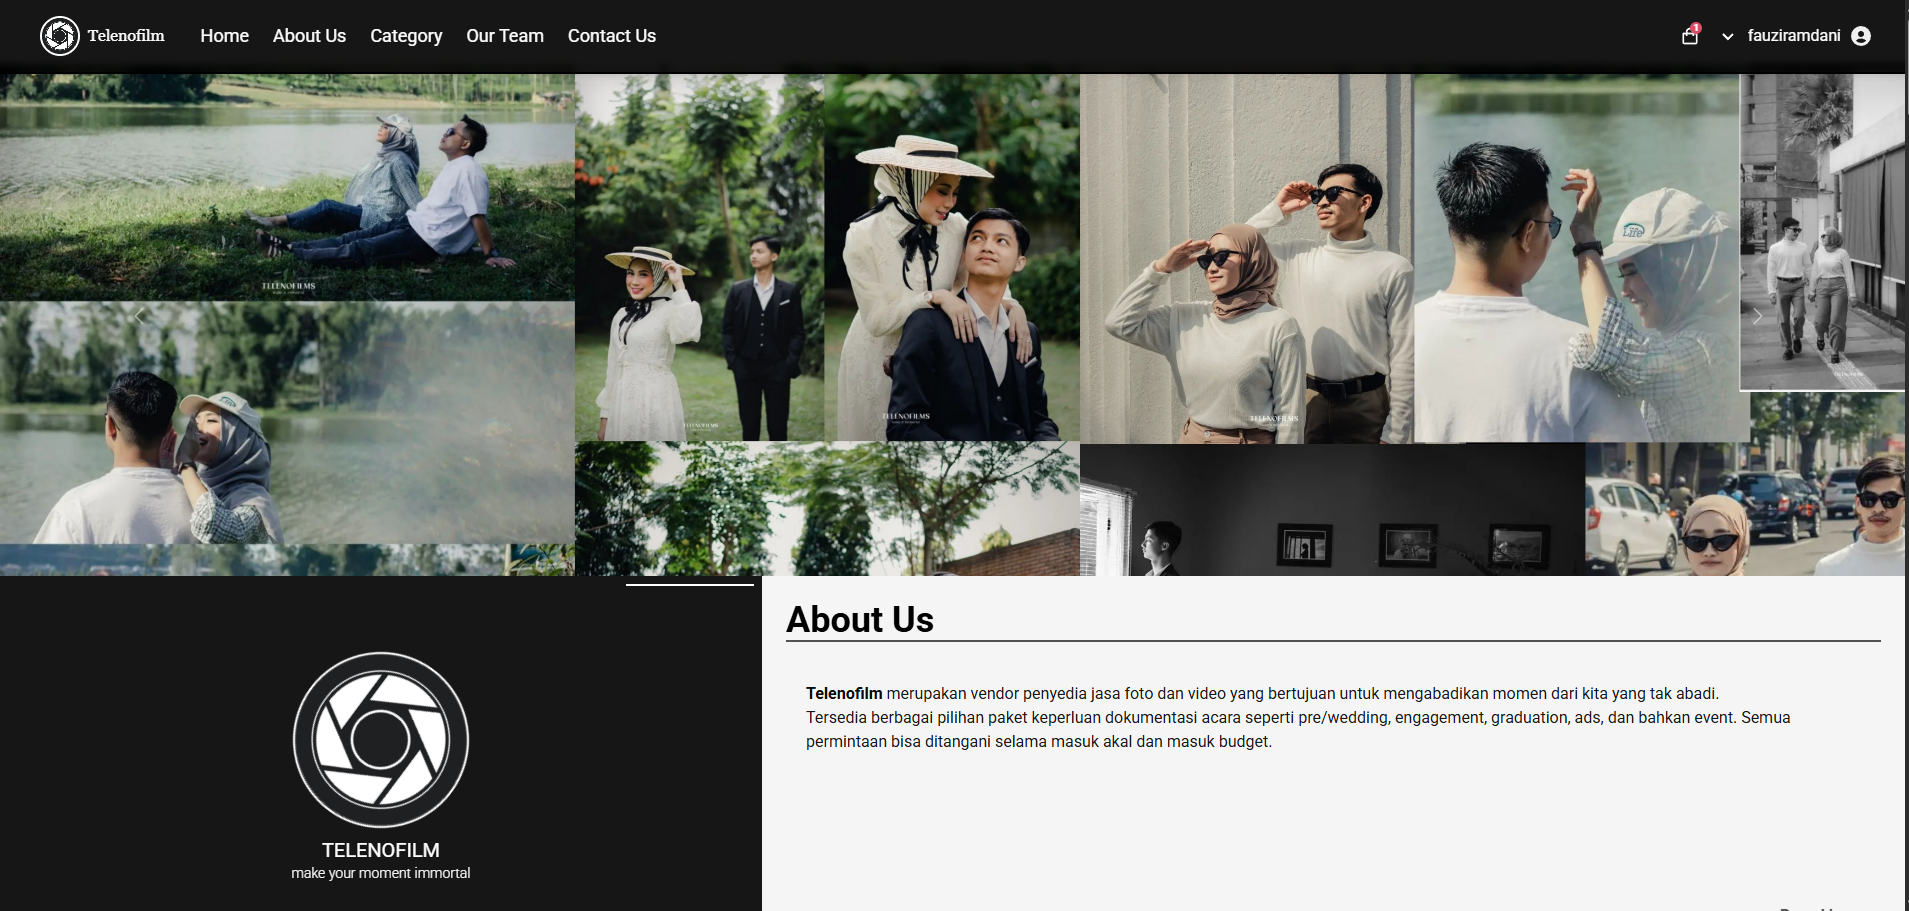 Telenofilm
Home About Us Category Our Team Contact Us
1
fauziramdani
Life
TELENOFILMS
TELENOFILMS
TELENOFILMS
TELENOFILMS
Life
About Us
Telenofilm merupakan vendor penyedia jasa foto dan video yang bertujuan untuk mengabadikan momen dari kita yang tak abadi.
Tersedia berbagai pilihan paket keperluan dokumentasi acara seperti pre/wedding, engagement, graduation, ads, dan bahkan event. Semua
permintaan bisa ditangani selama masuk akal dan masuk budget.
TELENOFILM
make your moment immortal